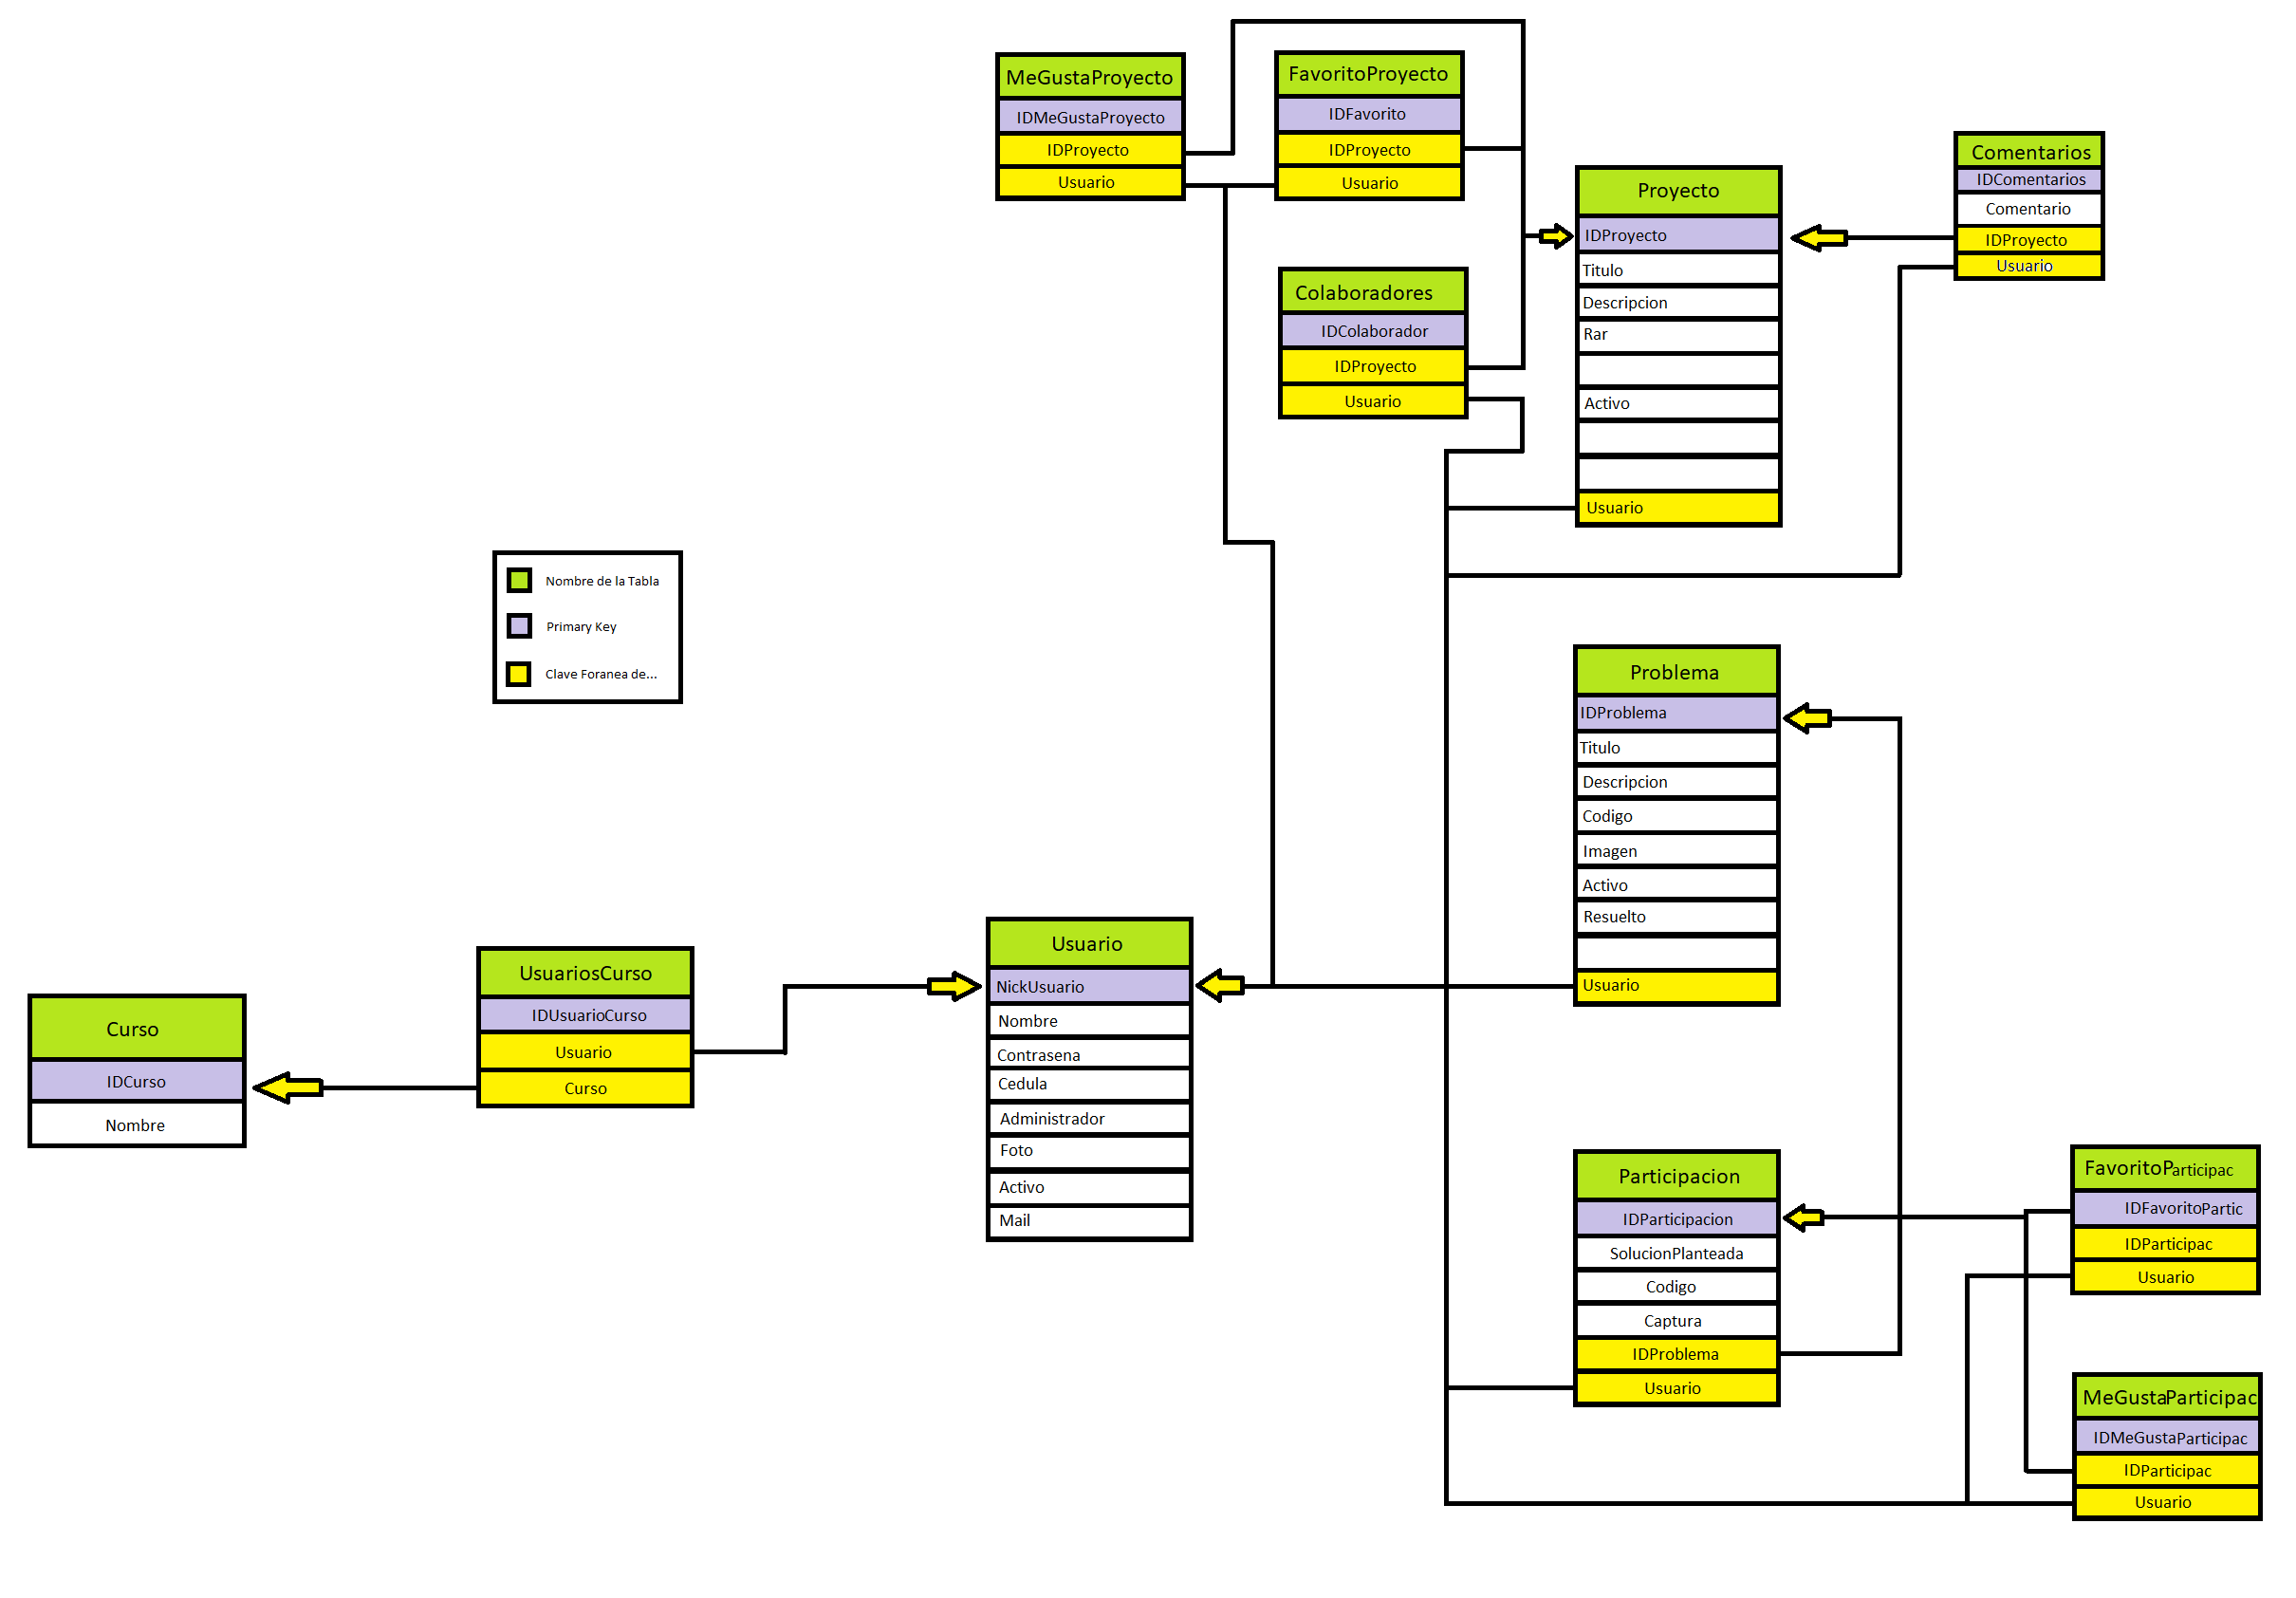 MeGustaProyecto
IDMeGustaProyecto
IDProyecto
Usuario
FavoritoProyecto
IDFavorito
IDProyecto
Usuario
Colaboradores
IDColaborador
IDProyecto
Usuario
Proyecto
IDProyecto
Titulo
Descripcion
Rar
Activo
Usuario
Comentarios
IDComentarios
Comentario
IDProyecto
Usuario
Nombre de la Tabla
Primary Key
Clave Foranea de...
Problema
IDProblema
Titulo
Descripcion
Codigo
Imagen
Activo
Resuelto
Usuario
Curso
IDCurso
Nombre
UsuariosCurso
IDUsuarioCurso
Usuario
Curso
Usuario
NickUsuario
Nombre
Contrasena
Cedula
Administrador
Foto
Activo
Mail
Participacion
IDParticipacion
SolucionPlanteada
Codigo
Captura
IDProblema
Usuario
FavoritoParticipac
IDFavoritoPartic
IDParticipac
Usuario
MeGustaParticipac
IDMeGustaParticipac
IDParticipac
Usuario